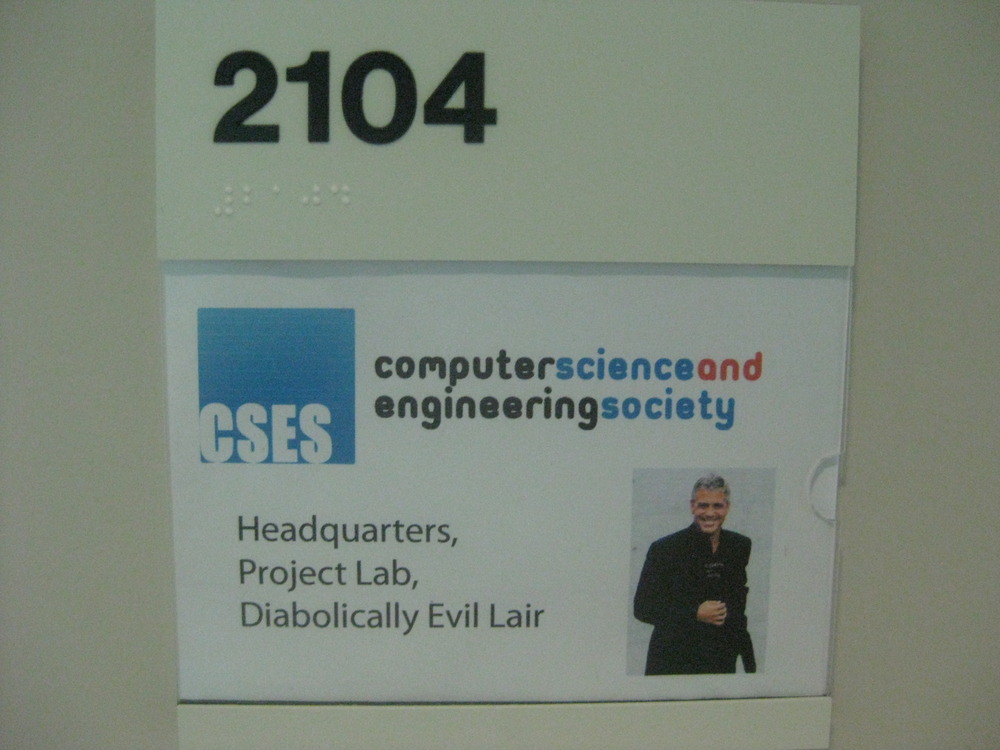 2104
CSES
computerscienceand
engineeringsociety
Headquarters,
Project Lab,
Diabolically Evil Lair